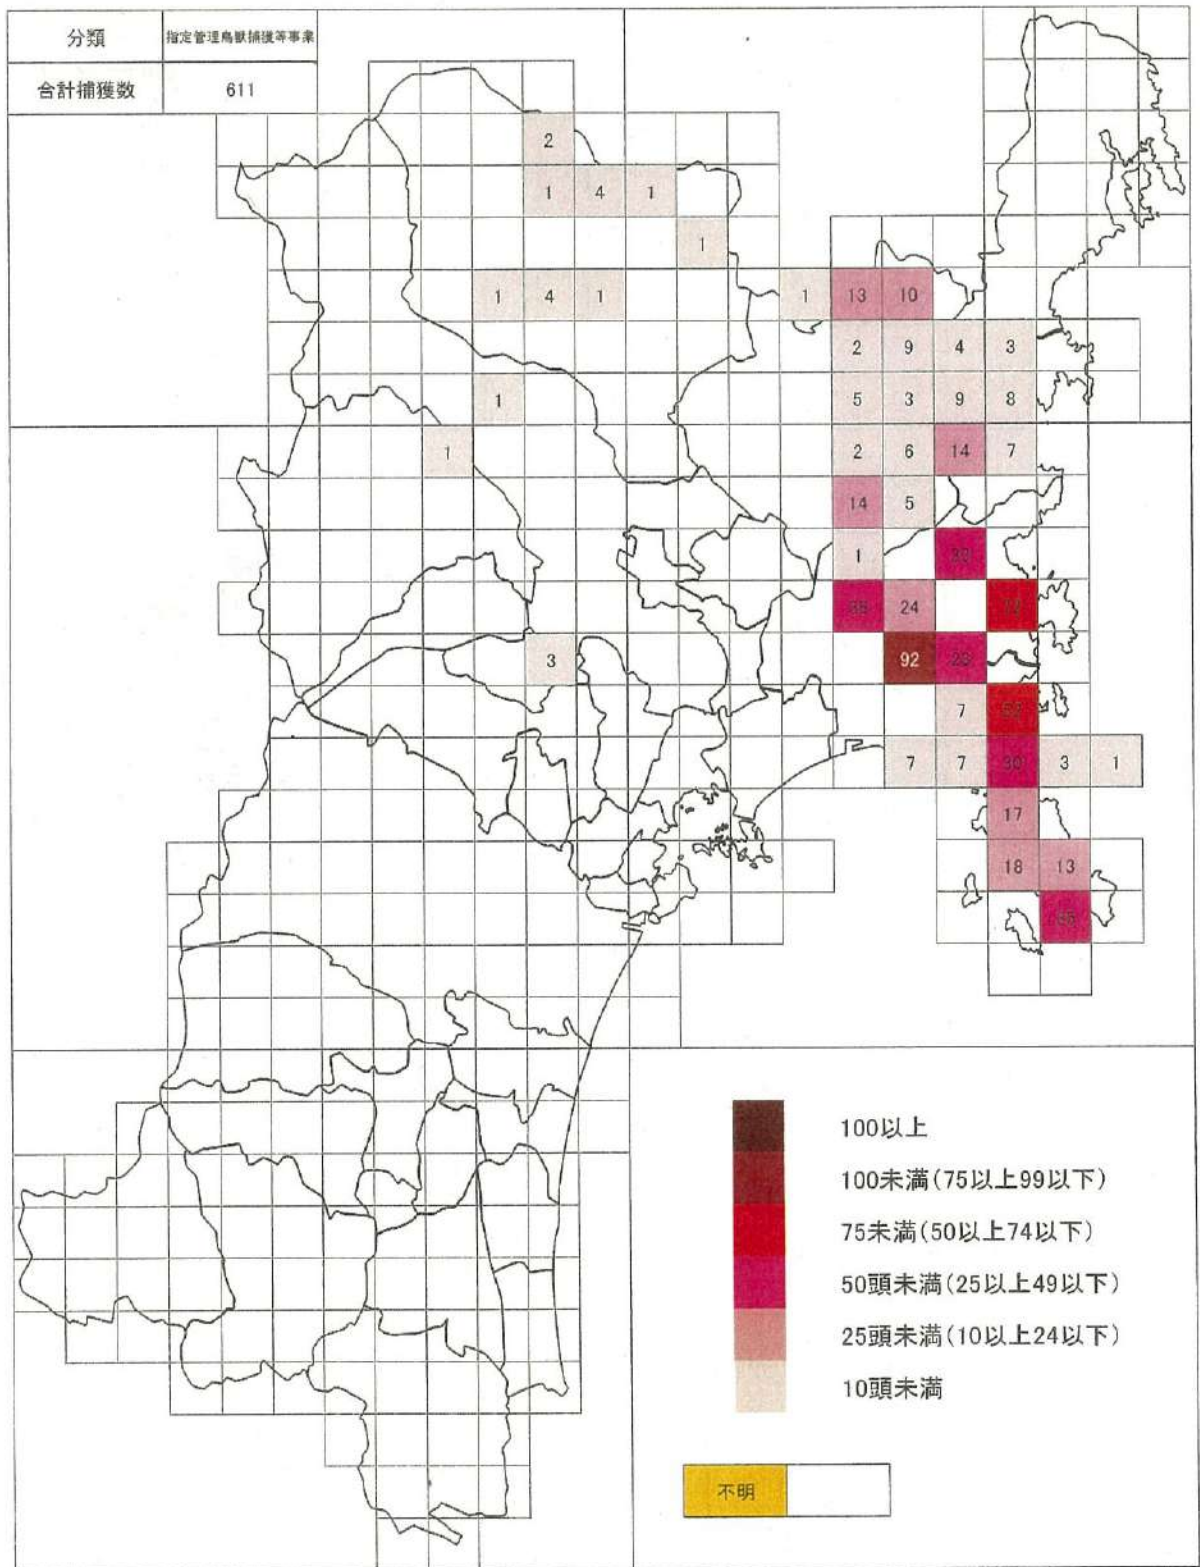 分類 指定管理鳥獣捕獲等事業
合計捕獲数 611
2
1 4 1
1
1 4 1 1 13 10
2 9 4 3
1 5 3 9 8
1 2 6 14 7
14 5
1
24
3 92
7
7 7 30 3 1
17
18 13
100以上
100未満(75以上99以下)
75未満(50以上74以下)
50頭未満(25以上49以下)
25頭未満(10以上24以下)
10頭未満
不明